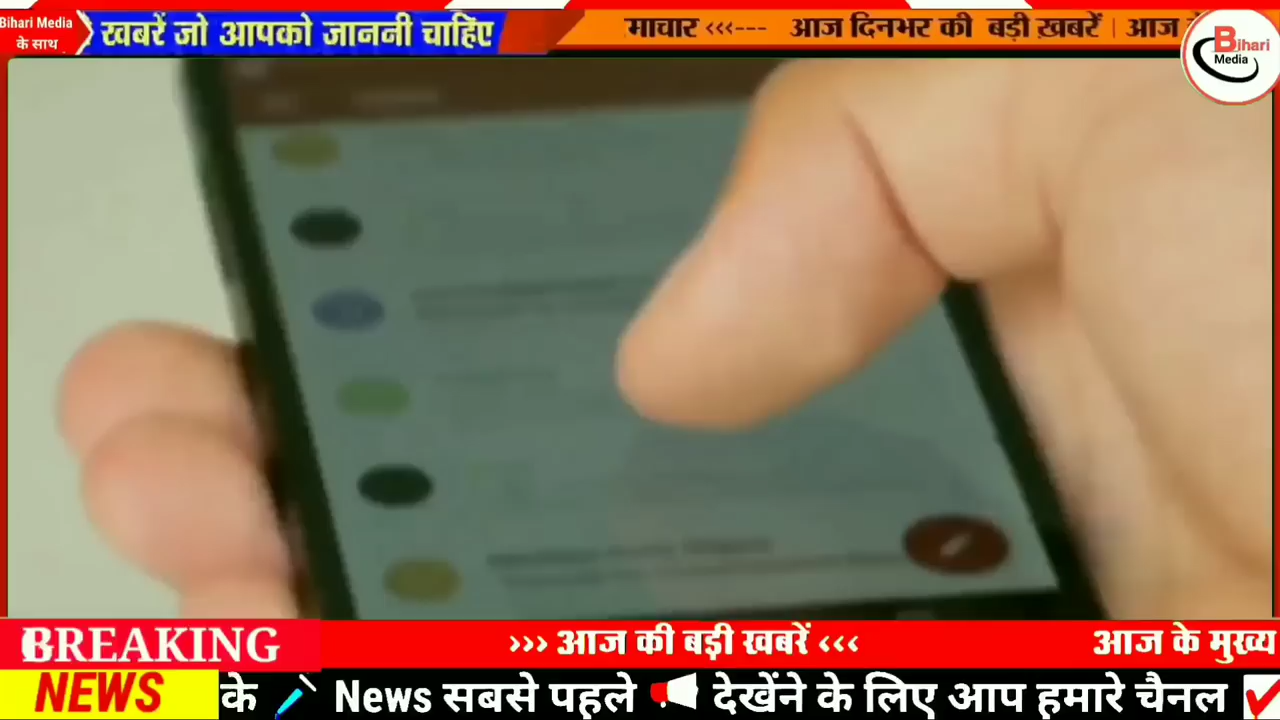 Bihari Media
के साथ
खबरें जो आपको जाननी चाहिए
माचार ‹‹‹--- आज दिनभर की बड़ी ख़बरें | आज
Bihari
Media
BREAKING
››› आज की बड़ी खबरें ‹‹‹ आज के मुख्य
NEWS
के News सबसे पहले देखेंने के लिए आप हमारे चैनल